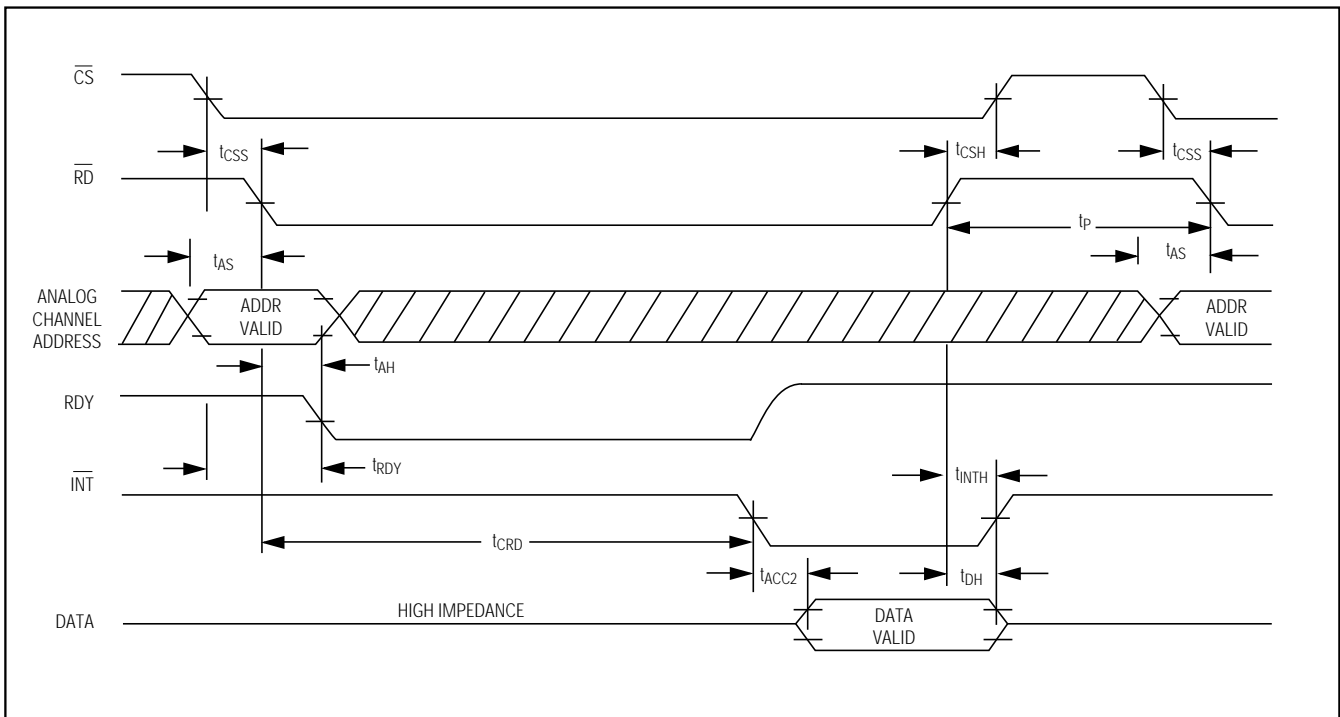 CS
tCSS
tCSH
tCSS
RD
tP
tAS
tAS
ANALOG
CHANNEL
ADDRESS
ADDR
VALID
ADDR
VALID
tAH
RDY
tRDY
INT
tINTH
tCRD
tACC2
tDH
DATA
HIGH IMPEDANCE
DATA
VALID